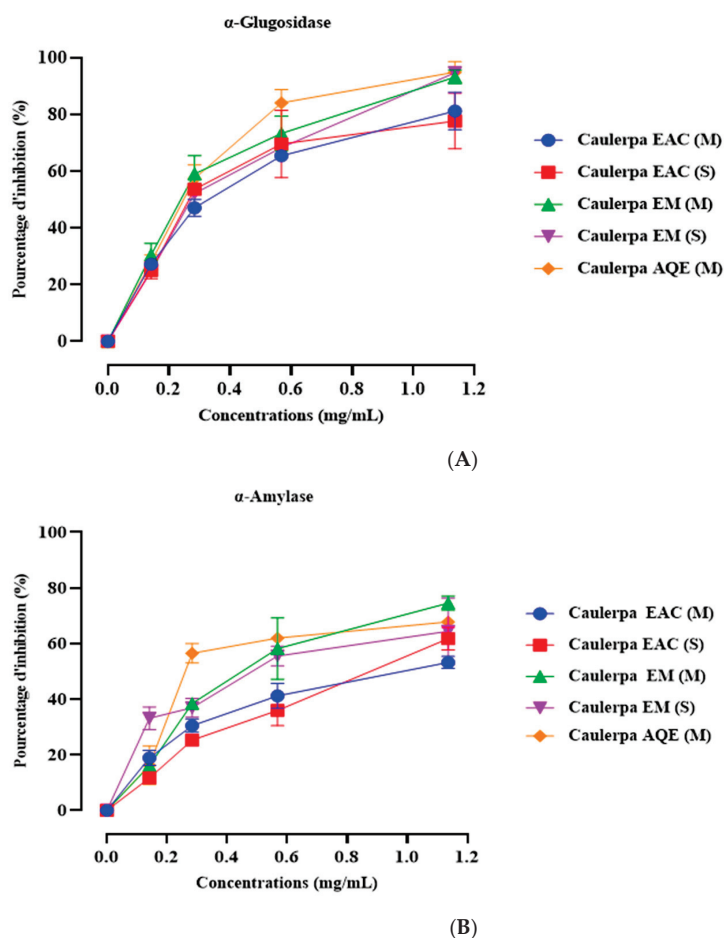 α-Glugosidase
Pourcentage d'inhibition (%)
100
80
60
40
20
0
0.0 0.2 0.4 0.6 0.8 1.0 1.2
Concentrations (mg/mL)
Caulerpa EAC (M)
Caulerpa EAC (S)
Caulerpa EM (M)
Caulerpa EM (S)
Caulerpa AQE (M)
(A)
α-Amylase
Pourcentage d'inhibition (%)
100
80
60
40
20
0
0.0 0.2 0.4 0.6 0.8 1.0 1.2
Concentrations (mg/mL)
Caulerpa EAC (M)
Caulerpa EAC (S)
Caulerpa EM (M)
Caulerpa EM (S)
Caulerpa AQE (M)
(B)